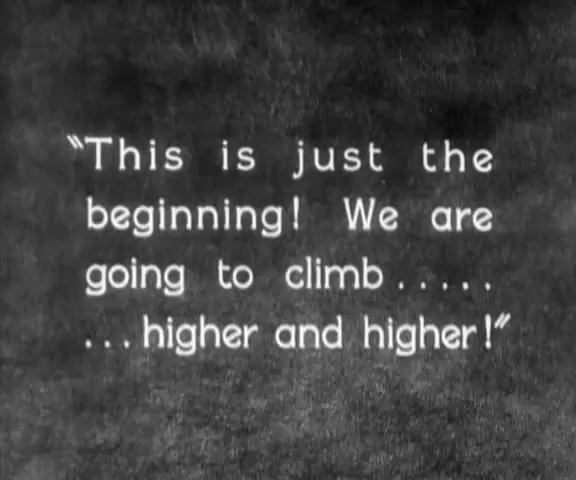 "This is just the
beginning! We are
going to climb.....
...higher and higher!"